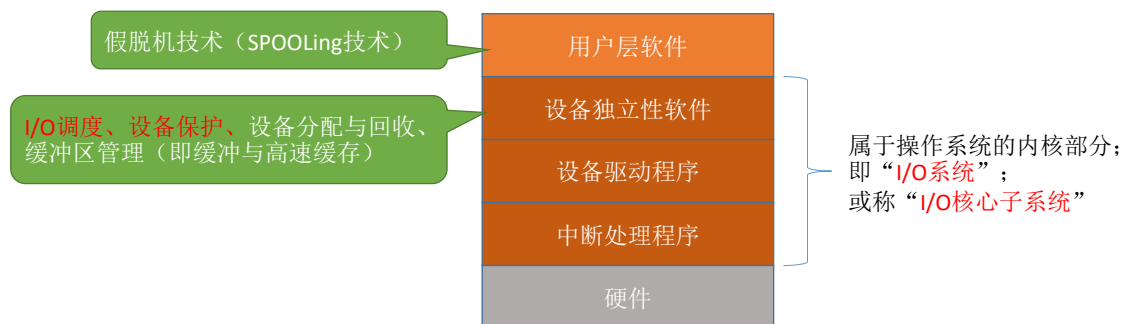 假脱机技术（SPOOLing技术）
用户层软件
I/O调度、设备保护、设备分配与回收、
缓冲区管理（即缓冲与高速缓存）
设备独立性软件
设备驱动程序
中断处理程序
硬件
属于操作系统的内核部分；
即“I/O系统”；
或称“I/O核心子系统”